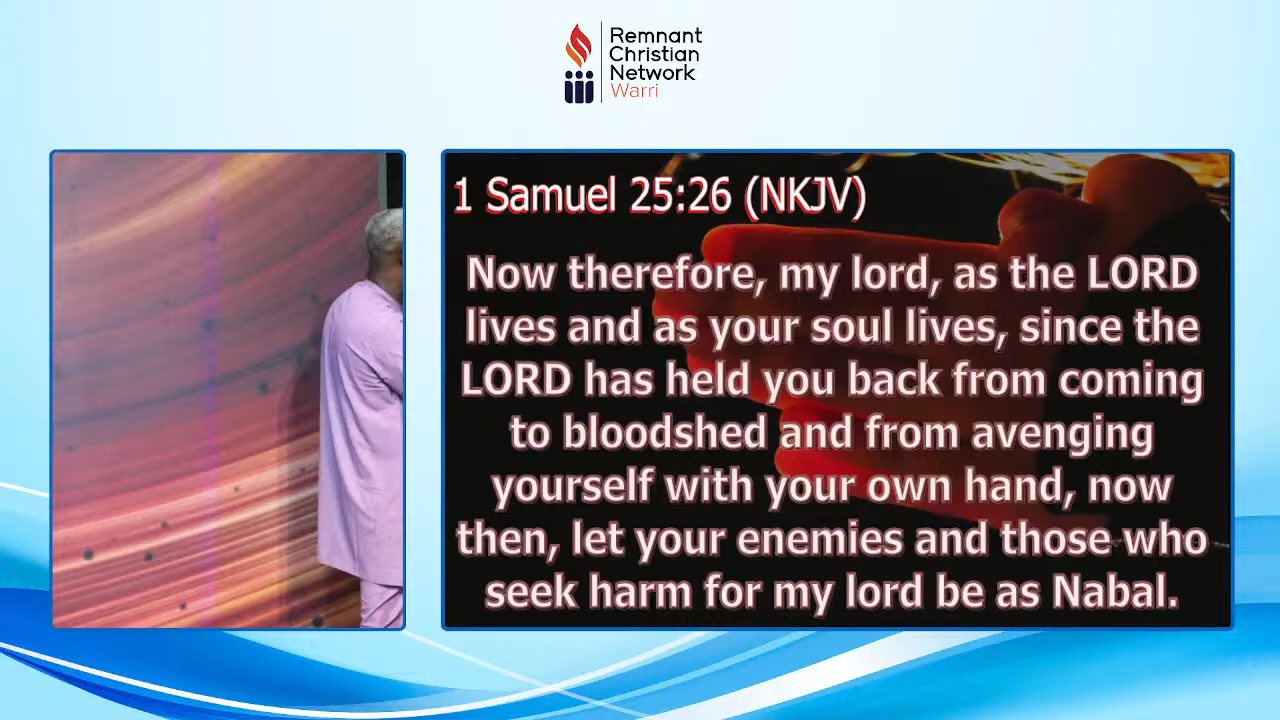 Remnant
Christian
Network
Warri
1 Samuel 25:26 (NKJV)
Now therefore, my lord, as the LORD
lives and as your soul lives, since the
LORD has held you back from coming
to bloodshed and from avenging
yourself with your own hand, now
then, let your enemies and those who
seek harm for my lord be as Nabal.